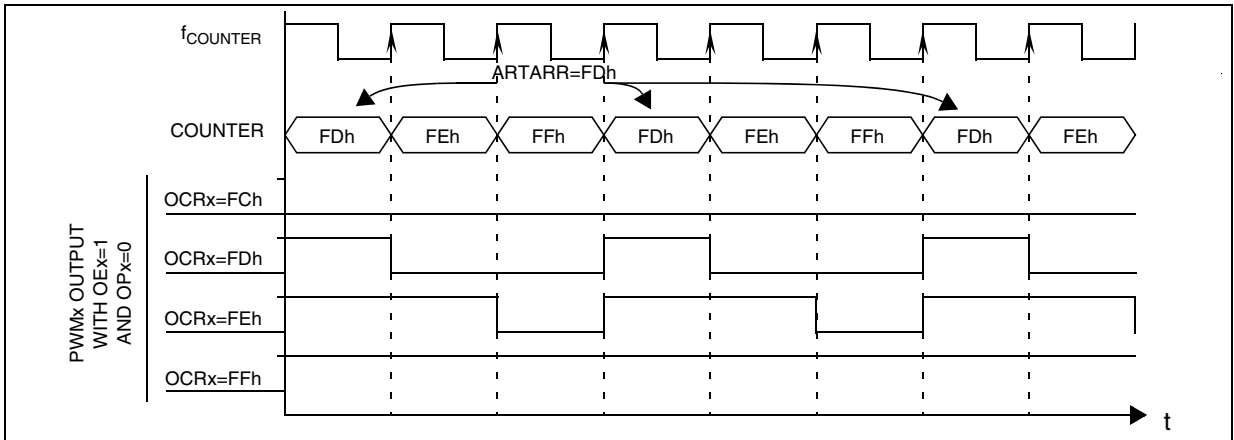 fCOUNTER
ARTARR=FDh
COUNTER
FDh FEh FFh FDh FEh FFh FDh FEh
PWMx OUTPUT
WITH OEx=1
AND OPx=0
OCRx=FCh
OCRx=FDh
OCRx=FEh
OCRx=FFh
t